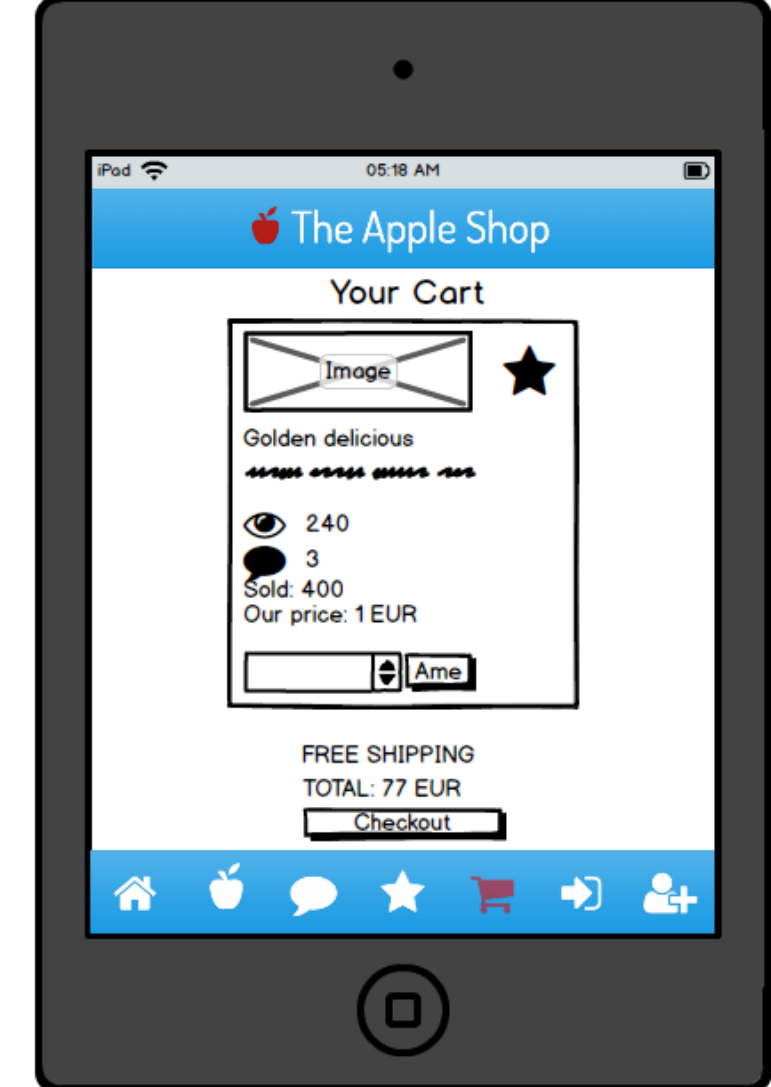 iPad
05:18 AM
The Apple Shop
Your Cart
Image
Golden delicious
240
3
Sold: 400
Our price: 1 EUR
Ame
FREE SHIPPING
TOTAL: 77 EUR
Checkout